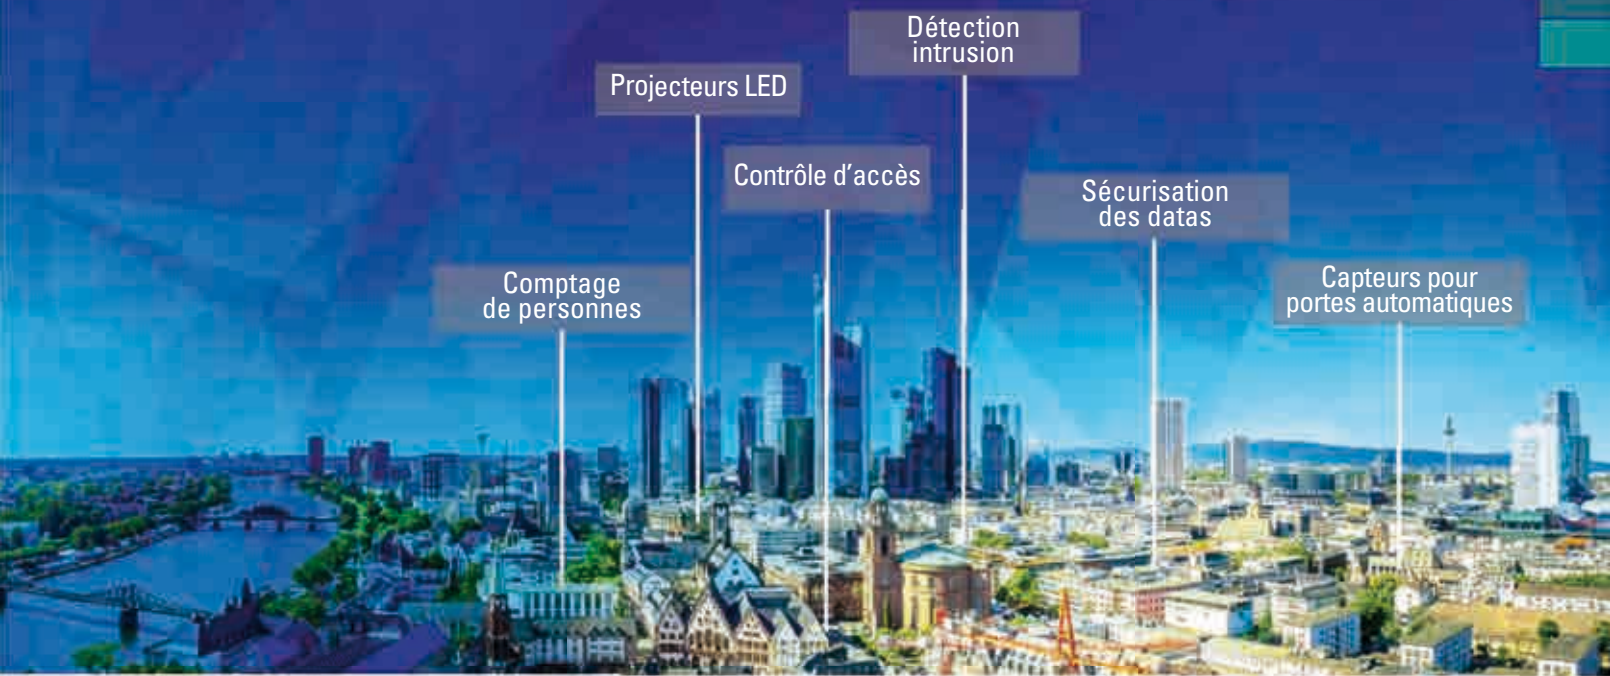 Détection
intrusion
Projecteurs LED
Contrôle d'accès
Sécurisation
des datas
Comptage
de personnes
Capteurs pour
portes automatiques